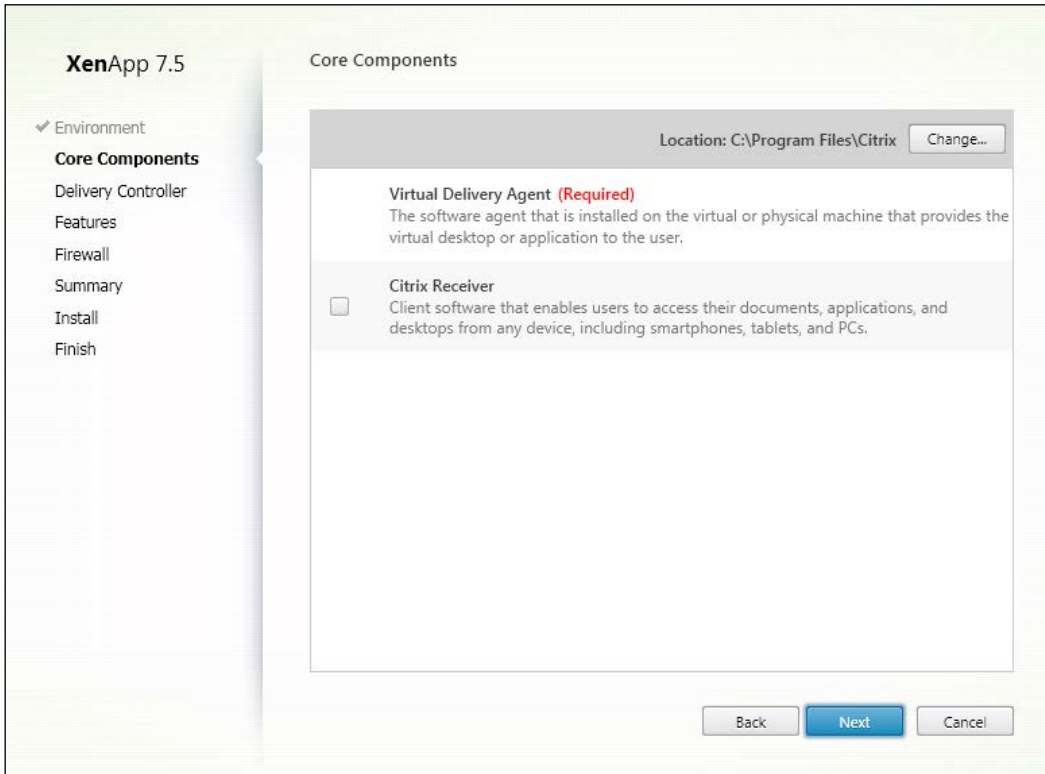 XenApp 7.5
Environment
Core Components
Delivery Controller
Features
Firewall
Summary
Install
Finish
Core Components
Location: C:\Program Files\Citrix Change...
Virtual Delivery Agent (Required)
The software agent that is installed on the virtual or physical machine that provides the
virtual desktop or application to the user.
Citrix Receiver
Client software that enables users to access their documents, applications, and
desktops from any device, including smartphones, tablets, and PCs.
Back Next Cancel